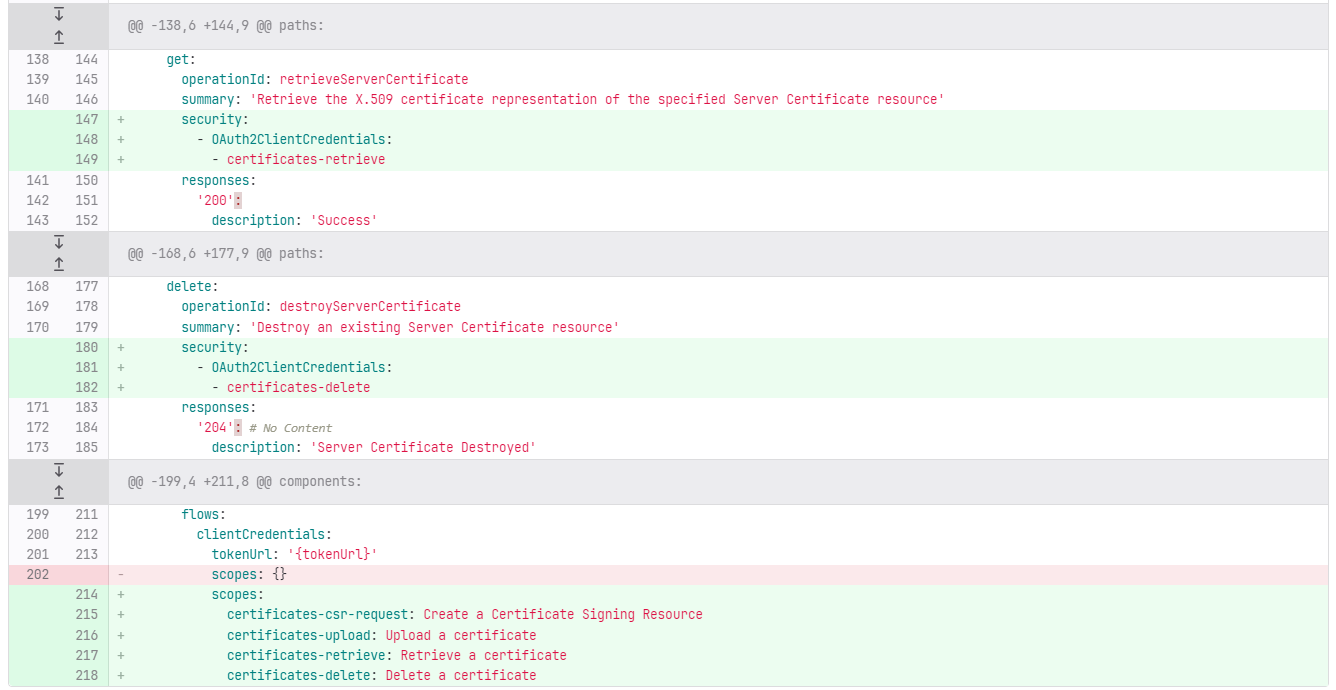 @@ -138,6 +144,9 @@ paths:
138 144 get:
139 145 operationId: retrieveServerCertificate
140 146 summary: 'Retrieve the X.509 certificate representation of the specified Server Certificate resource'
147 + security:
148 + - OAuth2ClientCredentials:
149 + - certificates-retrieve
141 150 responses:
142 151 '200':
143 152 description: 'Success'
@@ -168,6 +177,9 @@ paths:
168 177 delete:
169 178 operationId: destroyServerCertificate
170 179 summary: 'Destroy an existing Server Certificate resource'
180 + security:
181 + - OAuth2ClientCredentials:
182 + - certificates-delete
171 183 responses:
172 184 '204': # No Content
173 185 description: 'Server Certificate Destroyed'
@@ -199,4 +211,8 @@ components:
199 211 flows:
200 212 clientCredentials:
201 213 tokenUrl: '{tokenUrl}'
202 - scopes: {}
214 + scopes:
215 + certificates-csr-request: Create a Certificate Signing Resource
216 + certificates-upload: Upload a certificate
217 + certificates-retrieve: Retrieve a certificate
218 + certificates-delete: Delete a certificate